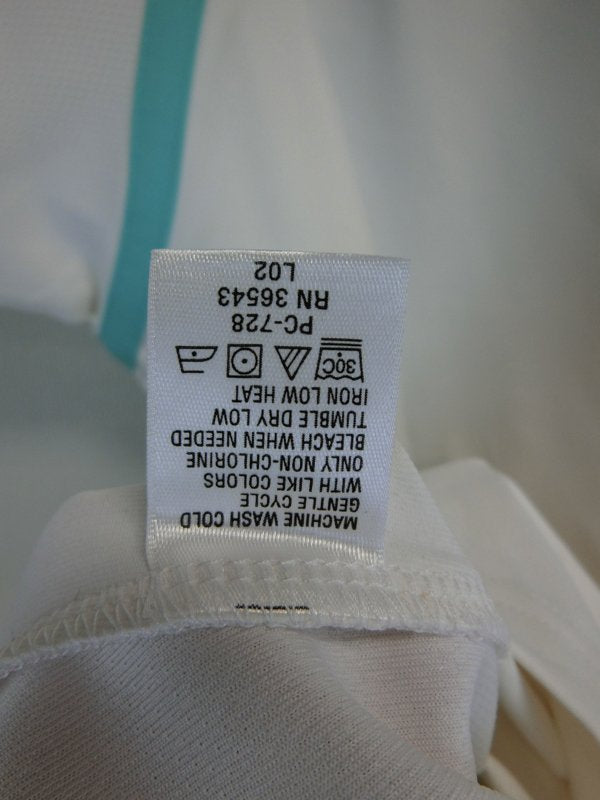 MACHINE WASH COLD
GENTLE CYCLE
WITH LIKE COLORS
ONLY NON-CHLORINE
BLEACH WHEN NEEDED
TUMBLE DRY LOW
IRON LOW HEAT
30C
PC-728
RN 36543
L02